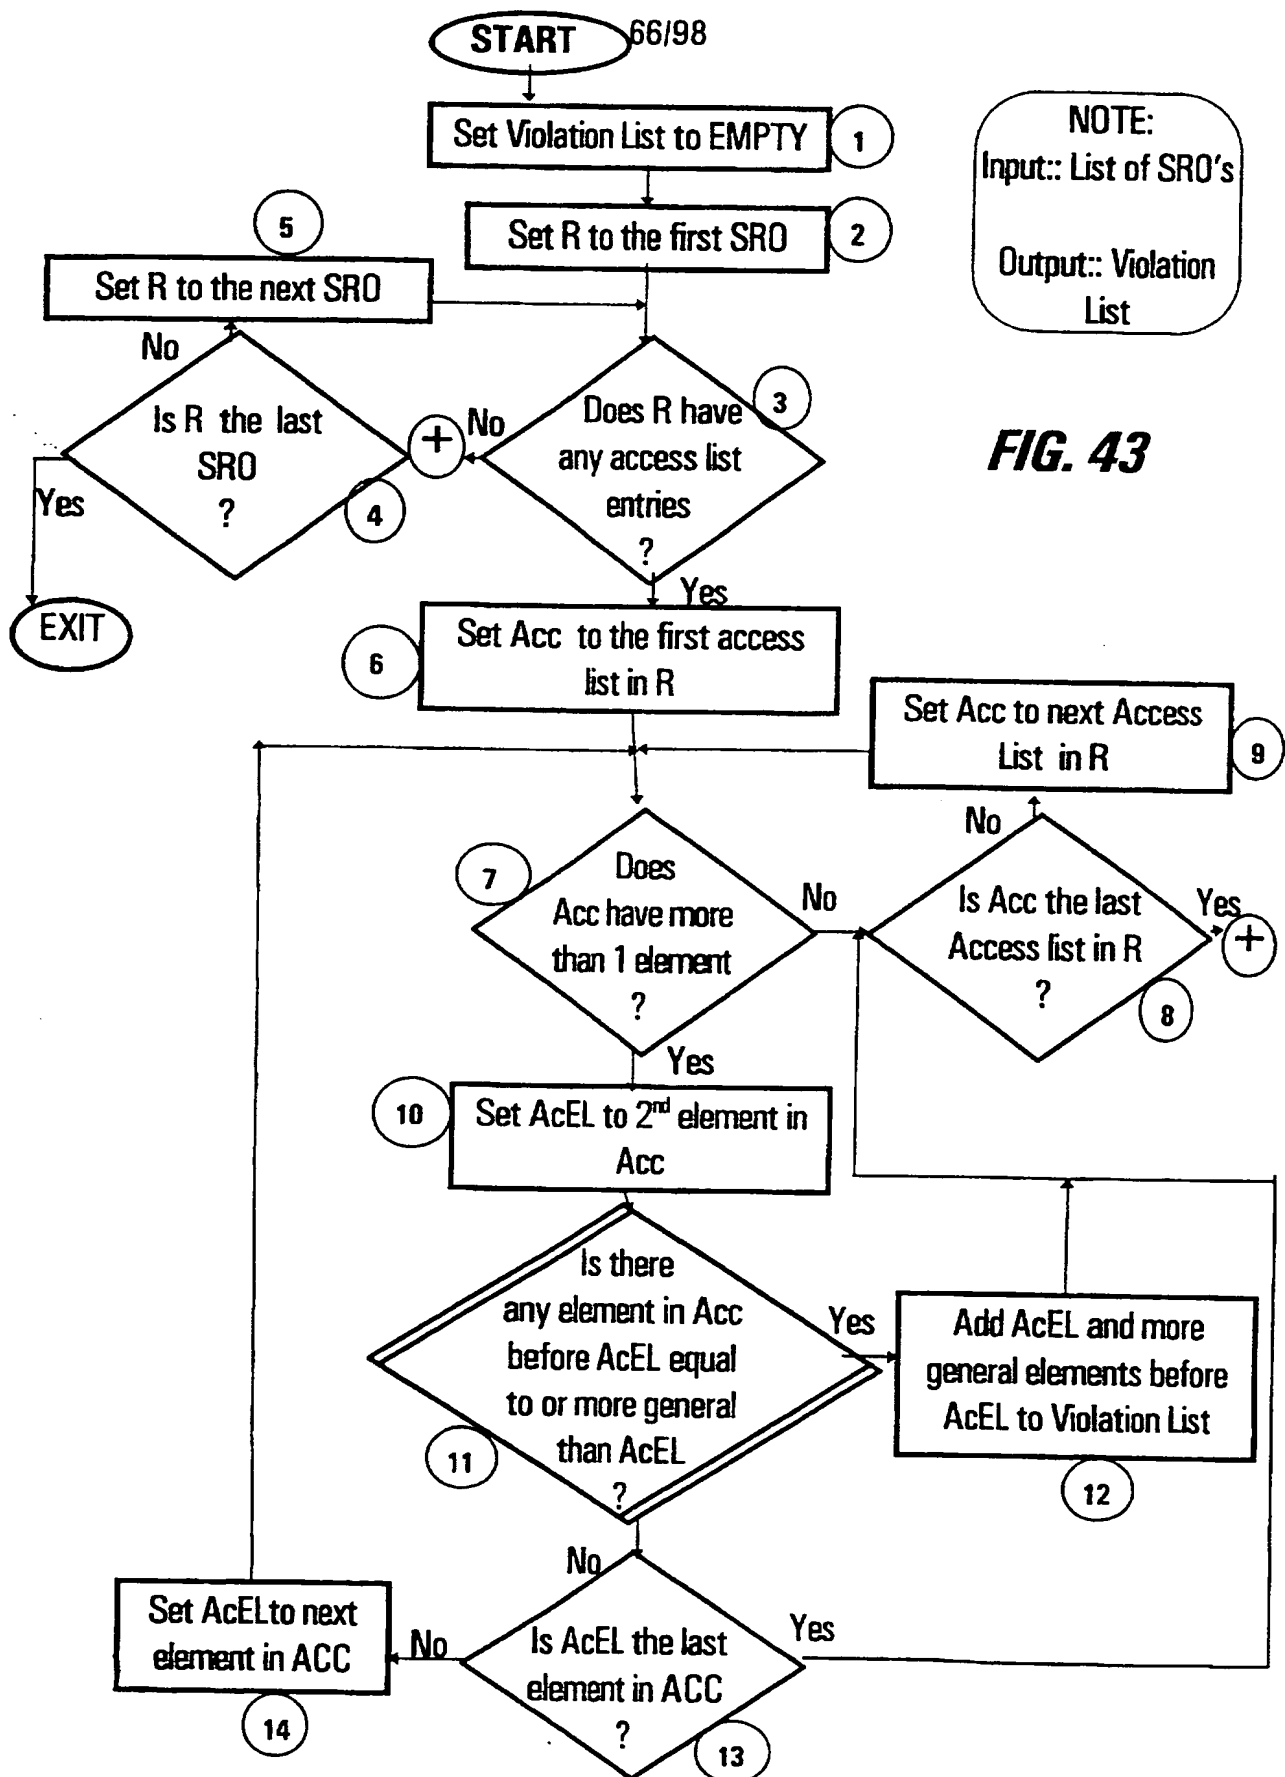 START
66/98
Set Violation List to EMPTY
1
NOTE:
Input:: List of SRO's
Output:: Violation
List
Set R to the first SRO
2
5
Set R to the next SRO
No
Is R the last
SRO
?
4
Yes
EXIT
+
No
Does R have
any access list
entries
?
3
FIG. 43
Yes
Set Acc to the first access
list in R
6
Set Acc to next Access
List in R
9
No
7
Does
Acc have more
than 1 element
?
No
Is Acc the last
Access list in R
?
8
Yes
+
Yes
10
Set AcEL to 2nd element in
Acc
Is there
any element in Acc
before AcEL equal
to or more general
than AcEL
?
11
Yes
Add AcEL and more
general elements before
AcEL to Violation List
12
No
Set AcELto next
element in ACC
14
No
Is AcEL the last
element in ACC
?
13
Yes